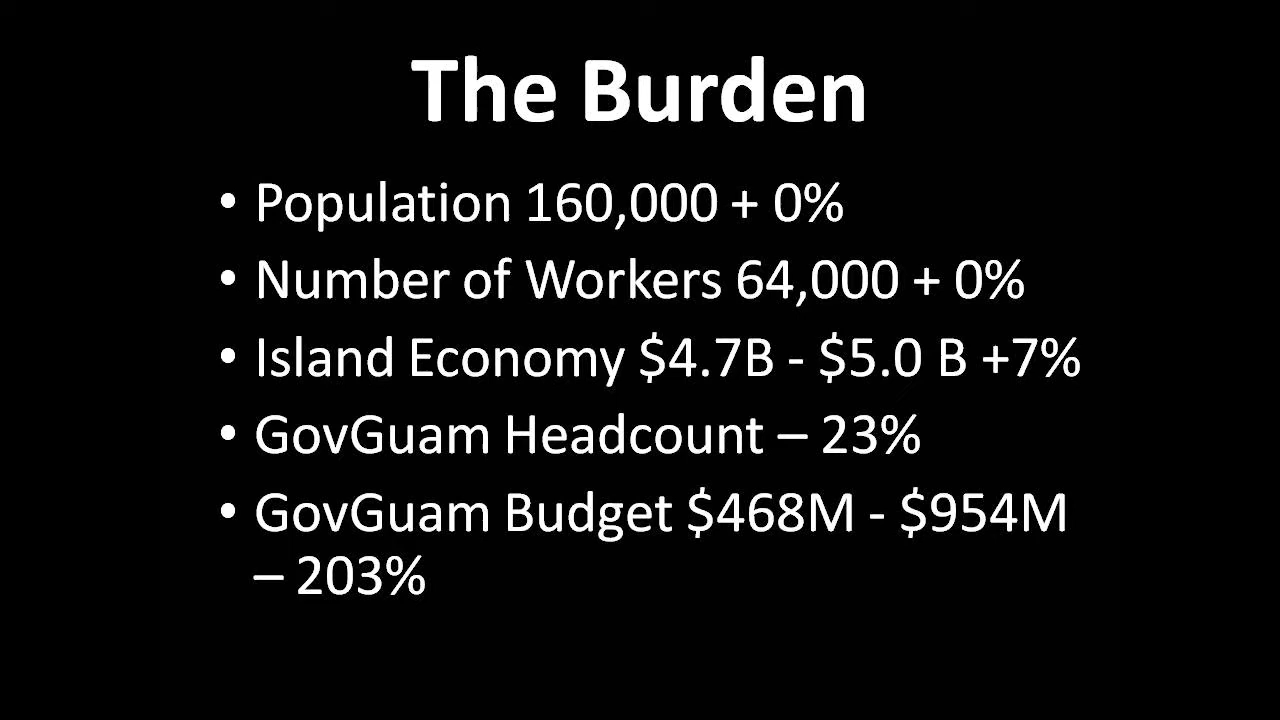 The Burden
• Population 160,000 + 0%
• Number of Workers 64,000 + 0%
• Island Economy $4.7B - $5.0 B +7%
• GovGuam Headcount – 23%
• GovGuam Budget $468M - $954M
– 203%